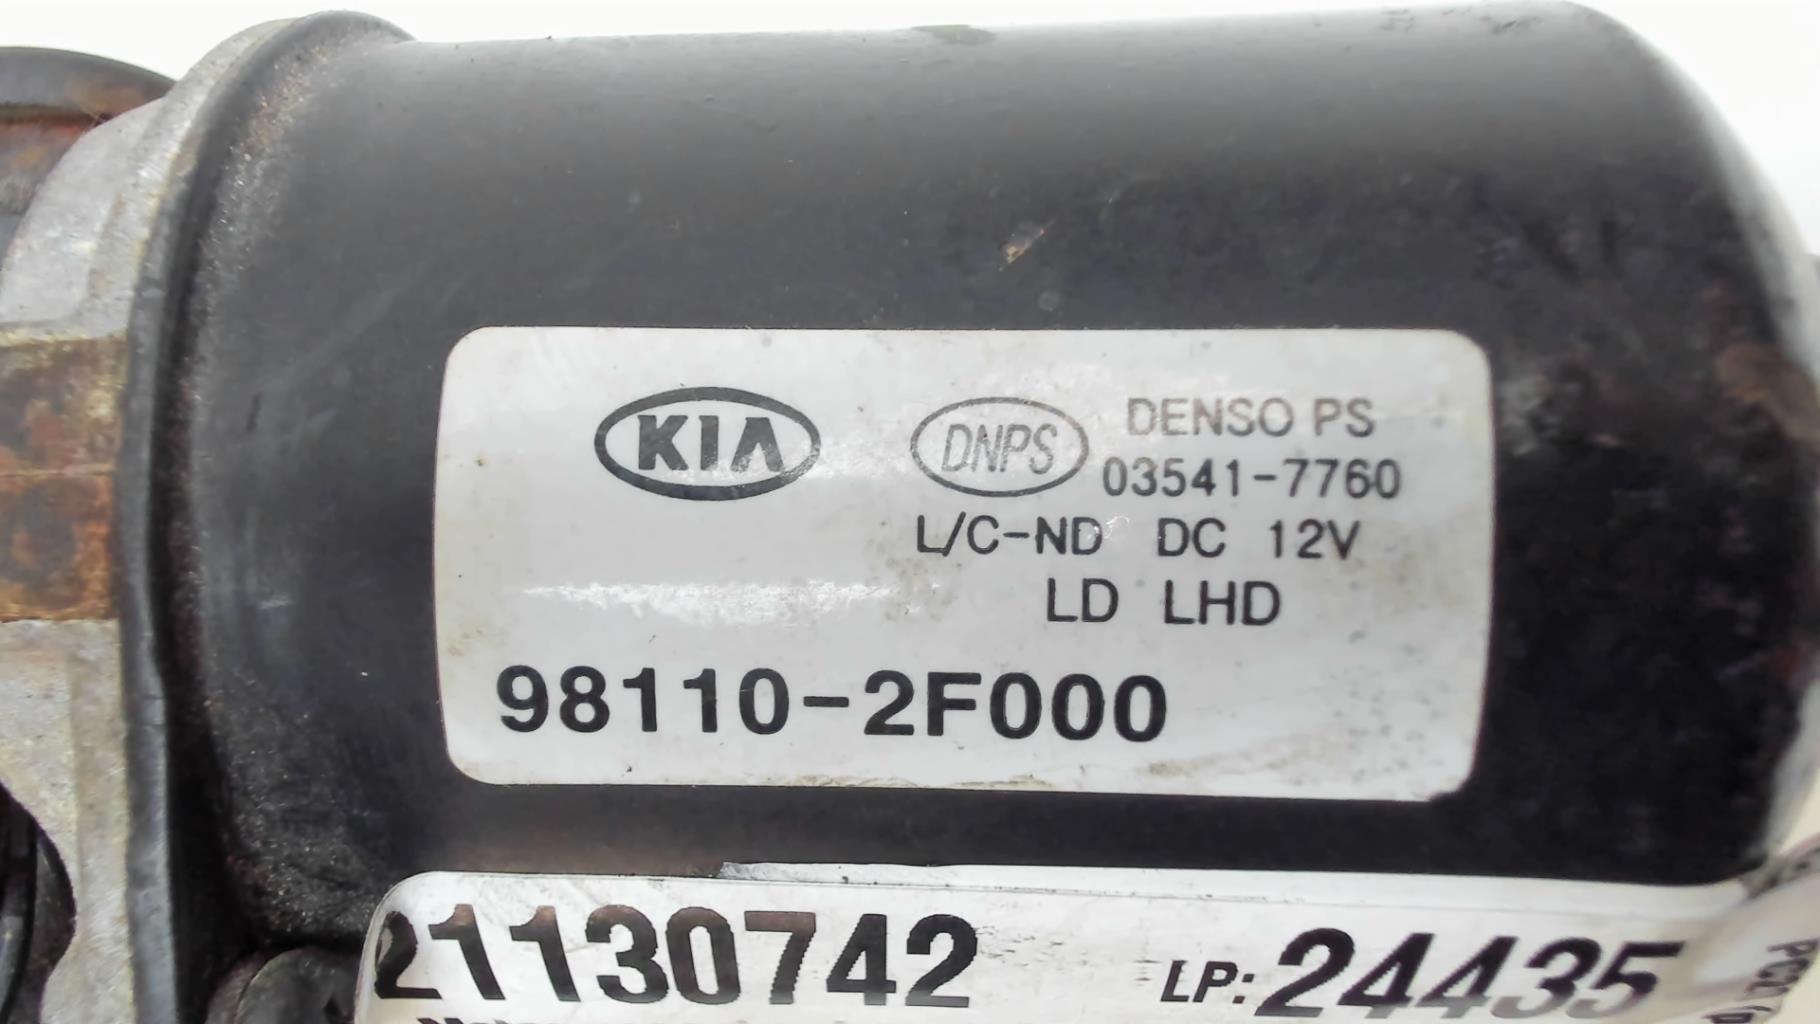 KIA DNPS DENSO PS
03541-7760
L/C-ND DC 12V
LD LHD
98110-2F000
21130742 LP: 24435